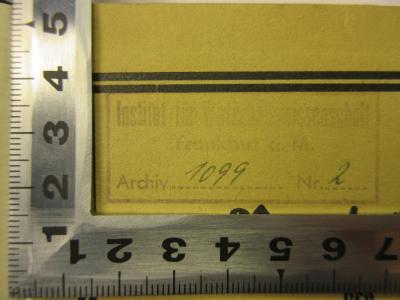 Institut für Wirtschaftswissenschaft
Frankfurt a. M.
Archiv 1099 Nr. 2
5
4
3
2
1
1 2 3 4 5 6 7